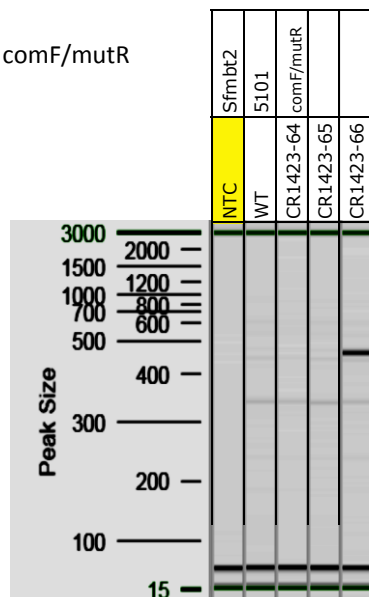 comF/mutR
Sfmbt2
5101
comF/mutR
NTC
WT
CR1423-64
CR1423-65
CR1423-66
3000
2000
1500
1200
1000
800
700
600
500
400
300
200
100
15
Peak Size